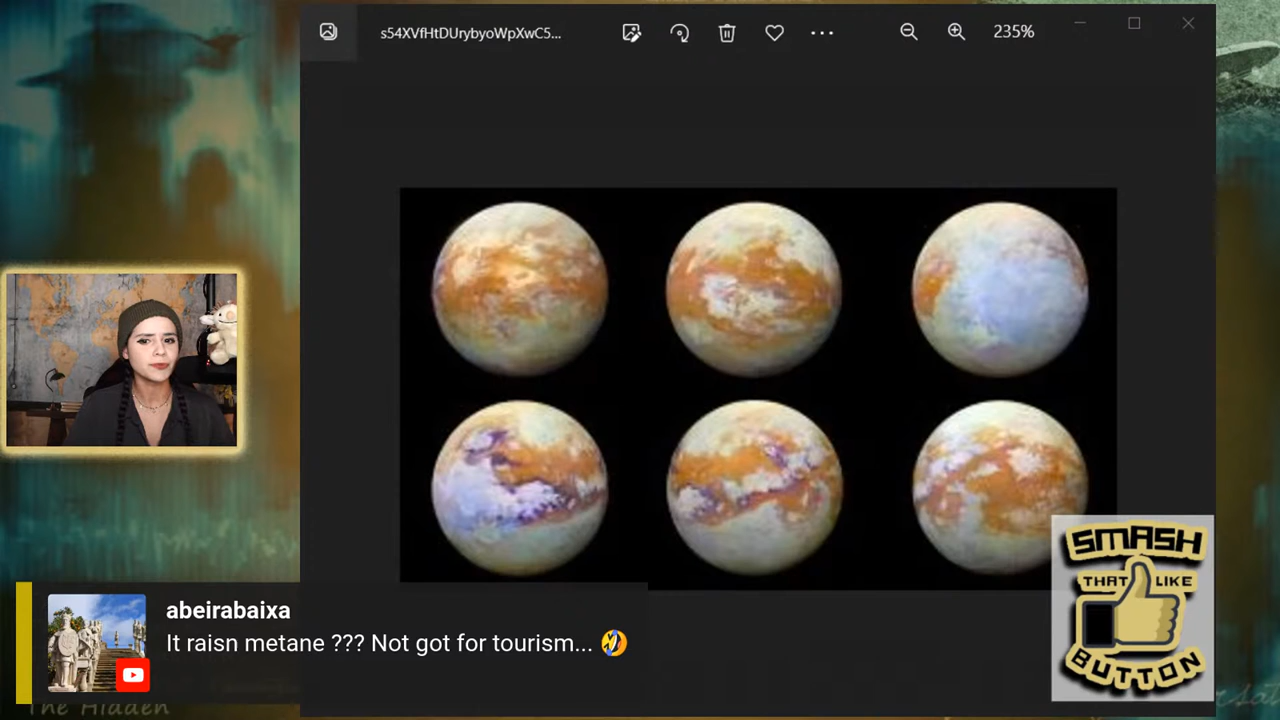 s54XVfHtDUrybyoWpXwC5...
235%
SMASH
THAT LIKE
BUTTON
abeirabaixa
It raisn metane ??? Not got for tourism... 🤣
The Hidden